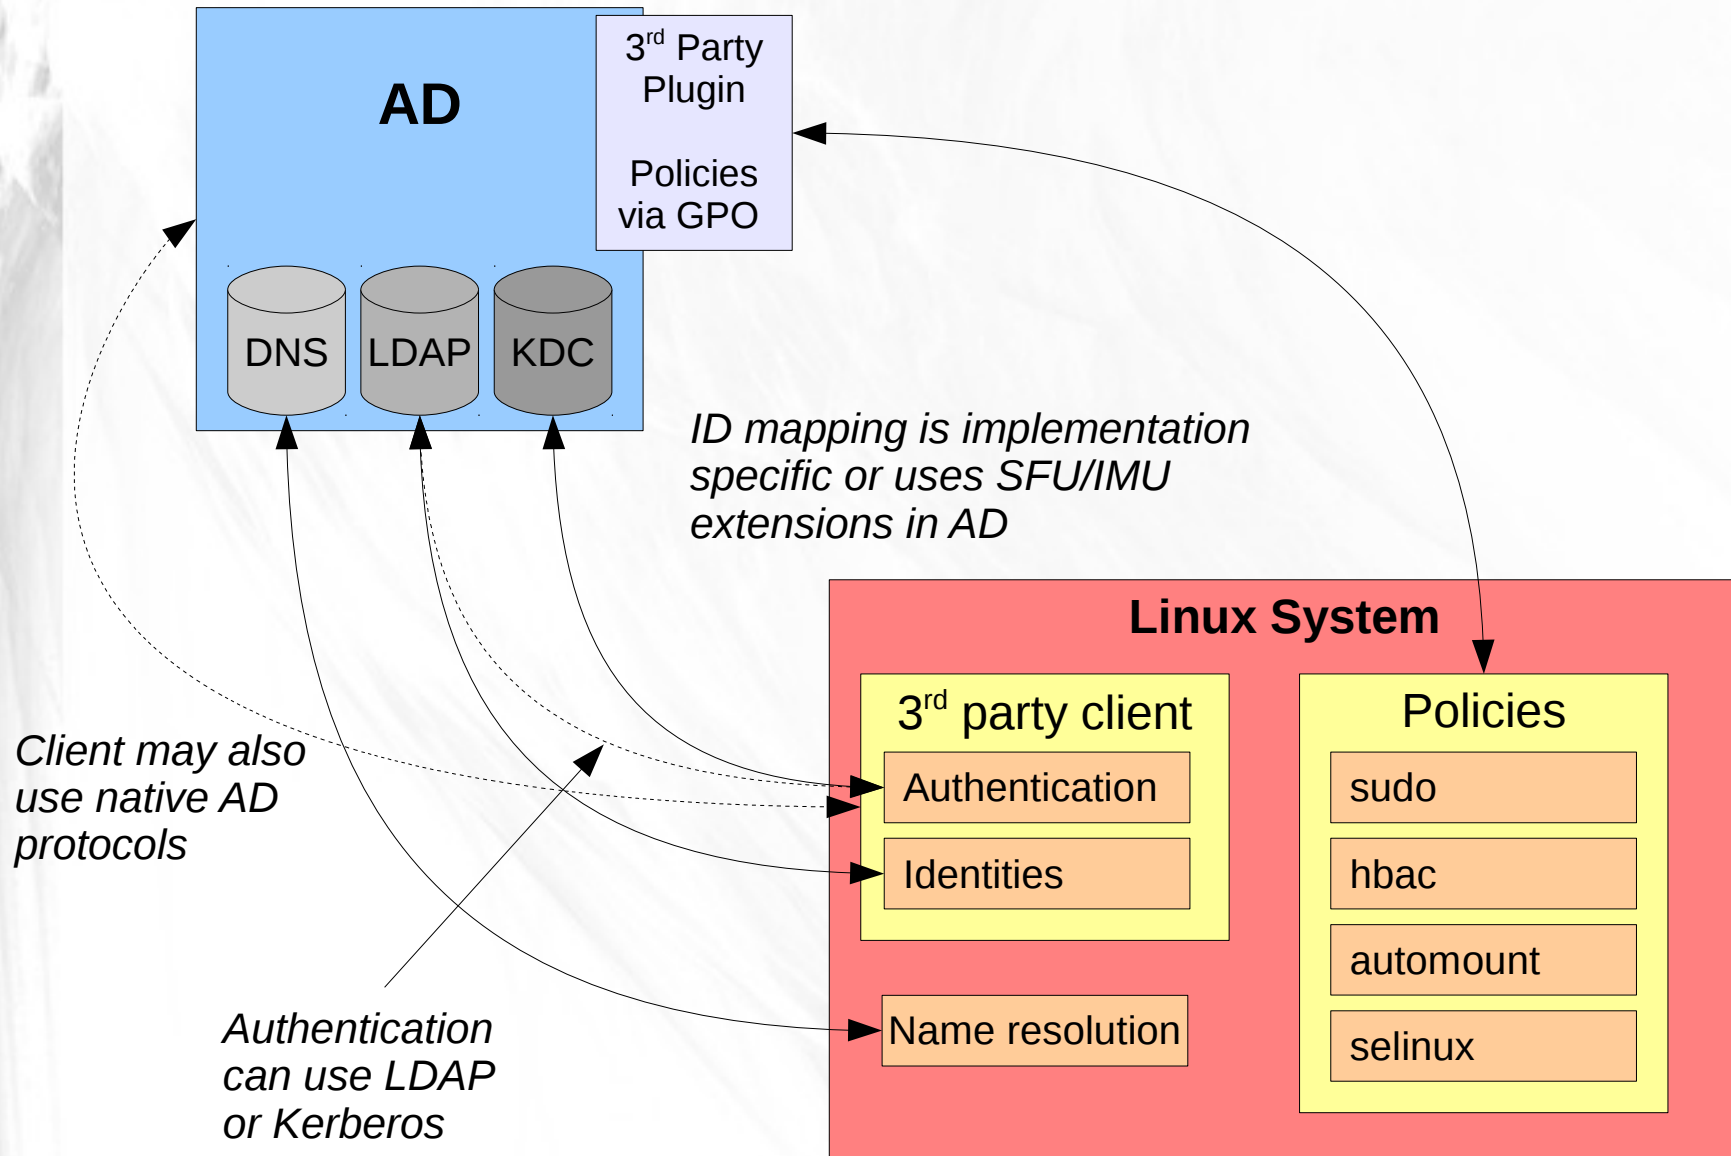 AD
3rd Party
Plugin
Policies
via GPO
DNS
LDAP
KDC
ID mapping is implementation
specific or uses SFU/IMU
extensions in AD
Linux System
3rd party client
Authentication
Identities
Name resolution
Policies
sudo
hbac
automount
selinux
Client may also
use native AD
protocols
Authentication
can use LDAP
or Kerberos